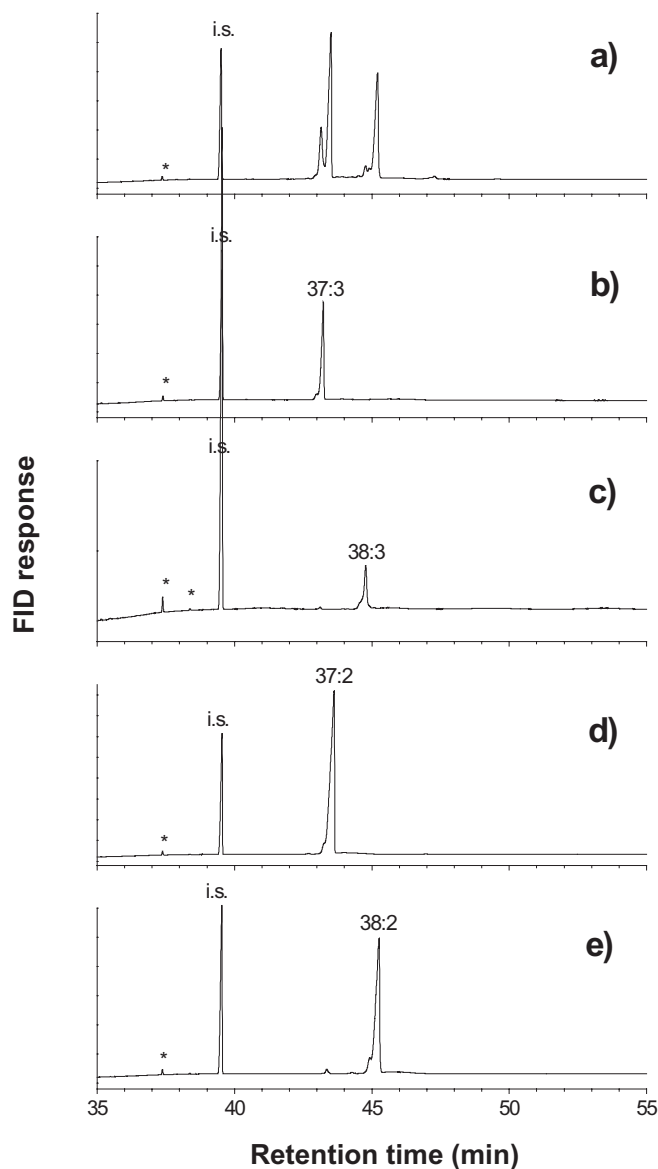 i.s.
a)
*
i.s.
b)
37:3
*
i.s.
c)
38:3
* *
37:2
i.s.
d)
*
i.s.
38:2
e)
*
35 40 45 50 55
Retention time (min)
FID response